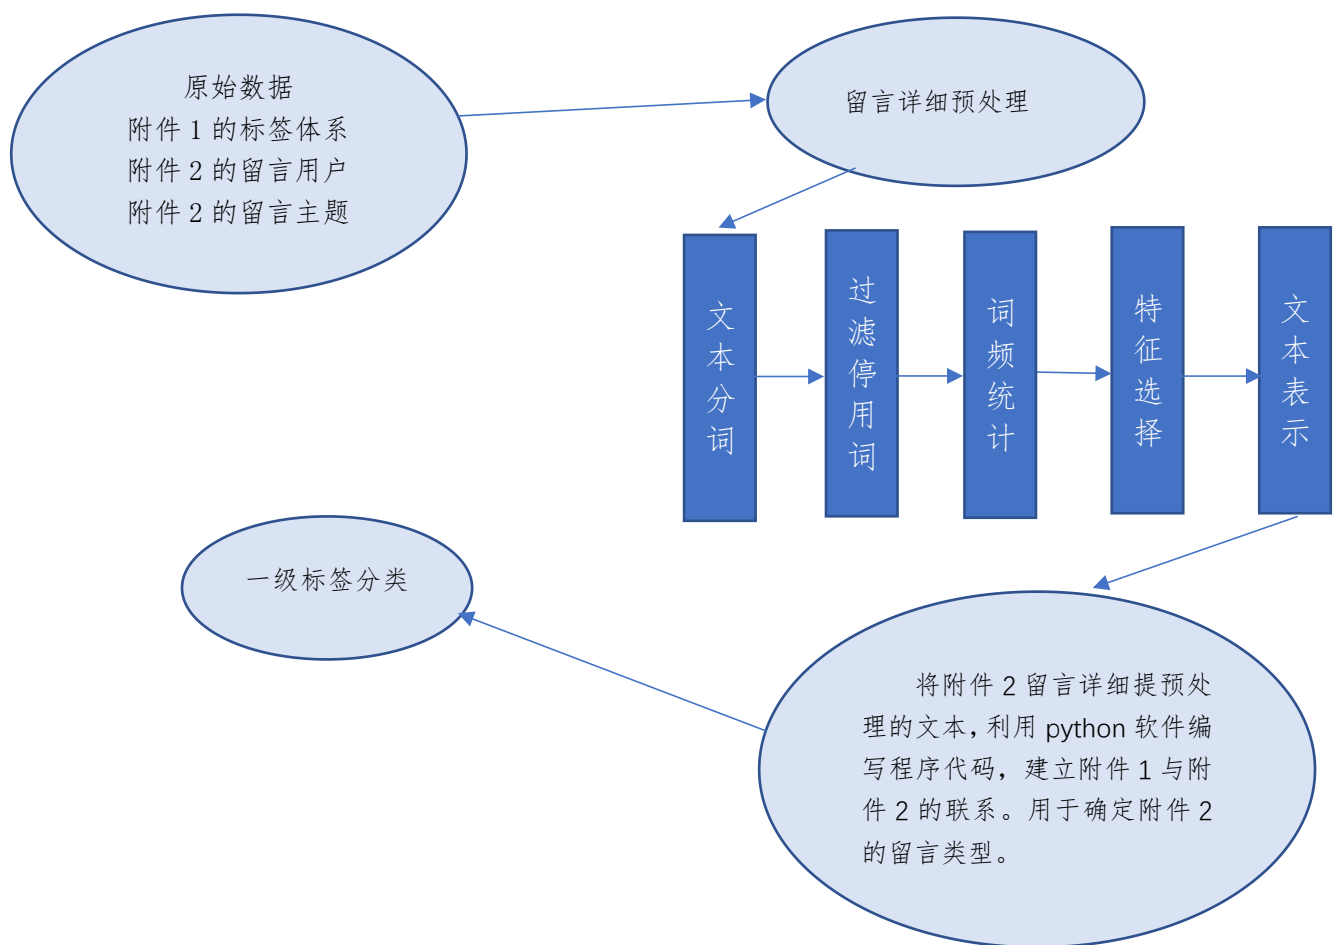 原始数据
附件 1 的标签体系
附件 2 的留言用户
附件 2 的留言主题
留言详细预处理
文本分词
过滤停用词
词频统计
特征选择
文本表示
将附件 2 留言详细提预处
理的文本，利用 python 软件编
写程序代码，建立附件 1 与附
件 2 的联系。用于确定附件 2
的留言类型。
一级标签分类